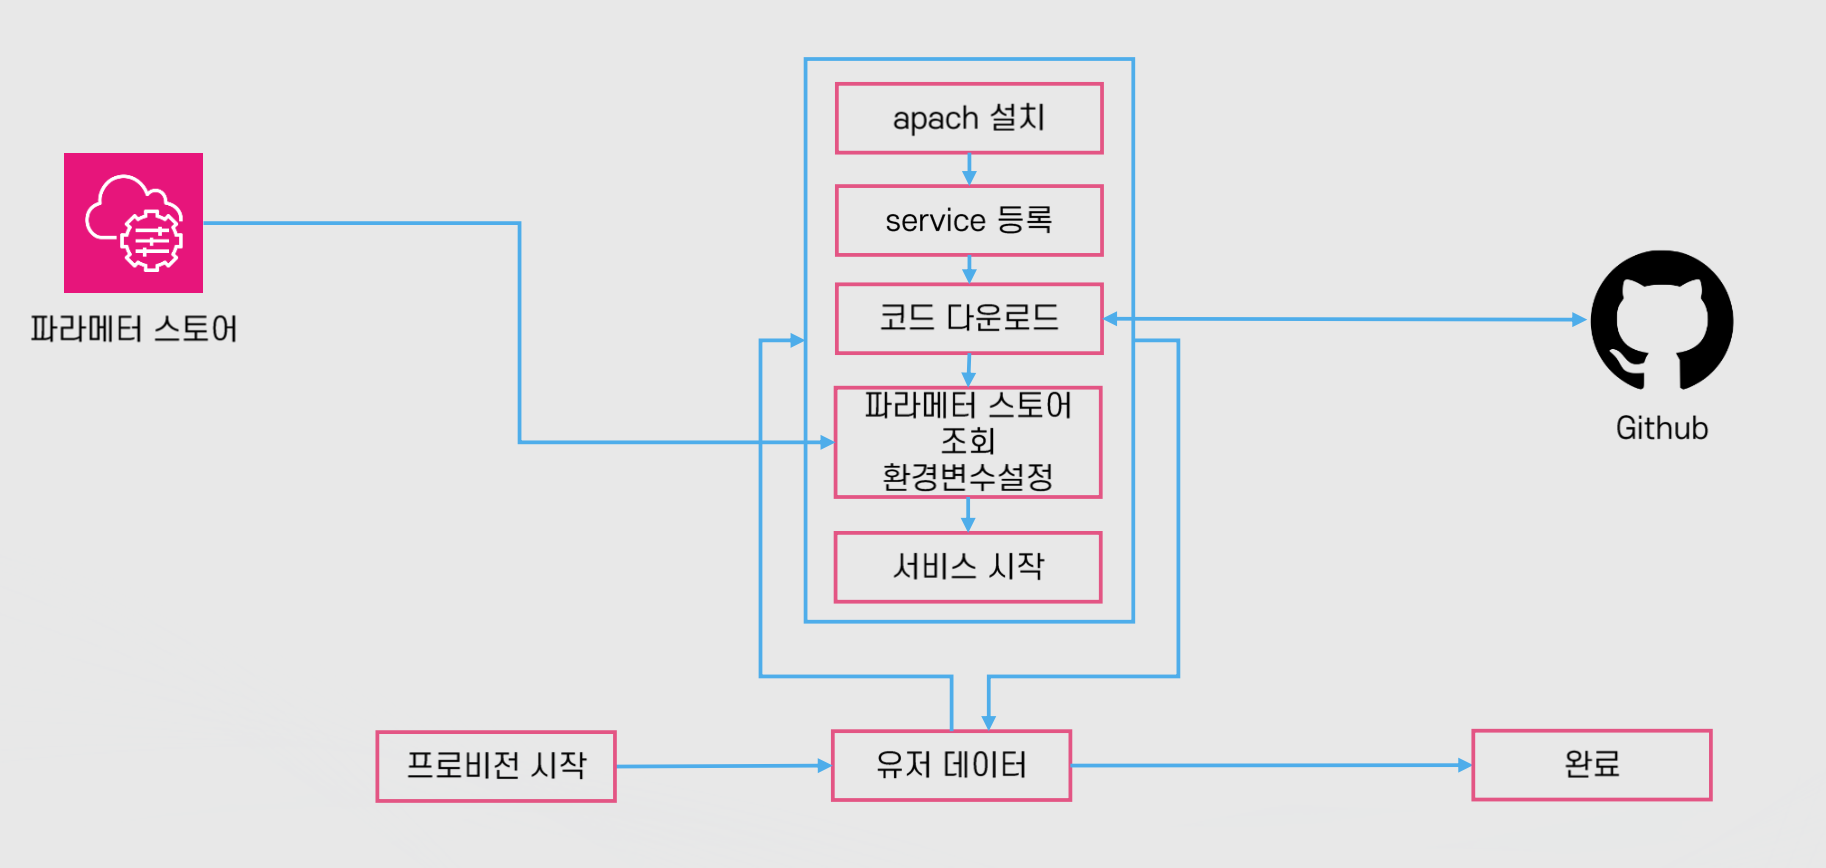 apach 설치
service 등록
코드 다운로드
파라메터 스토어
조회
환경변수설정
서비스 시작
파라메터 스토어
Github
프로비전 시작
유저 데이터
완료